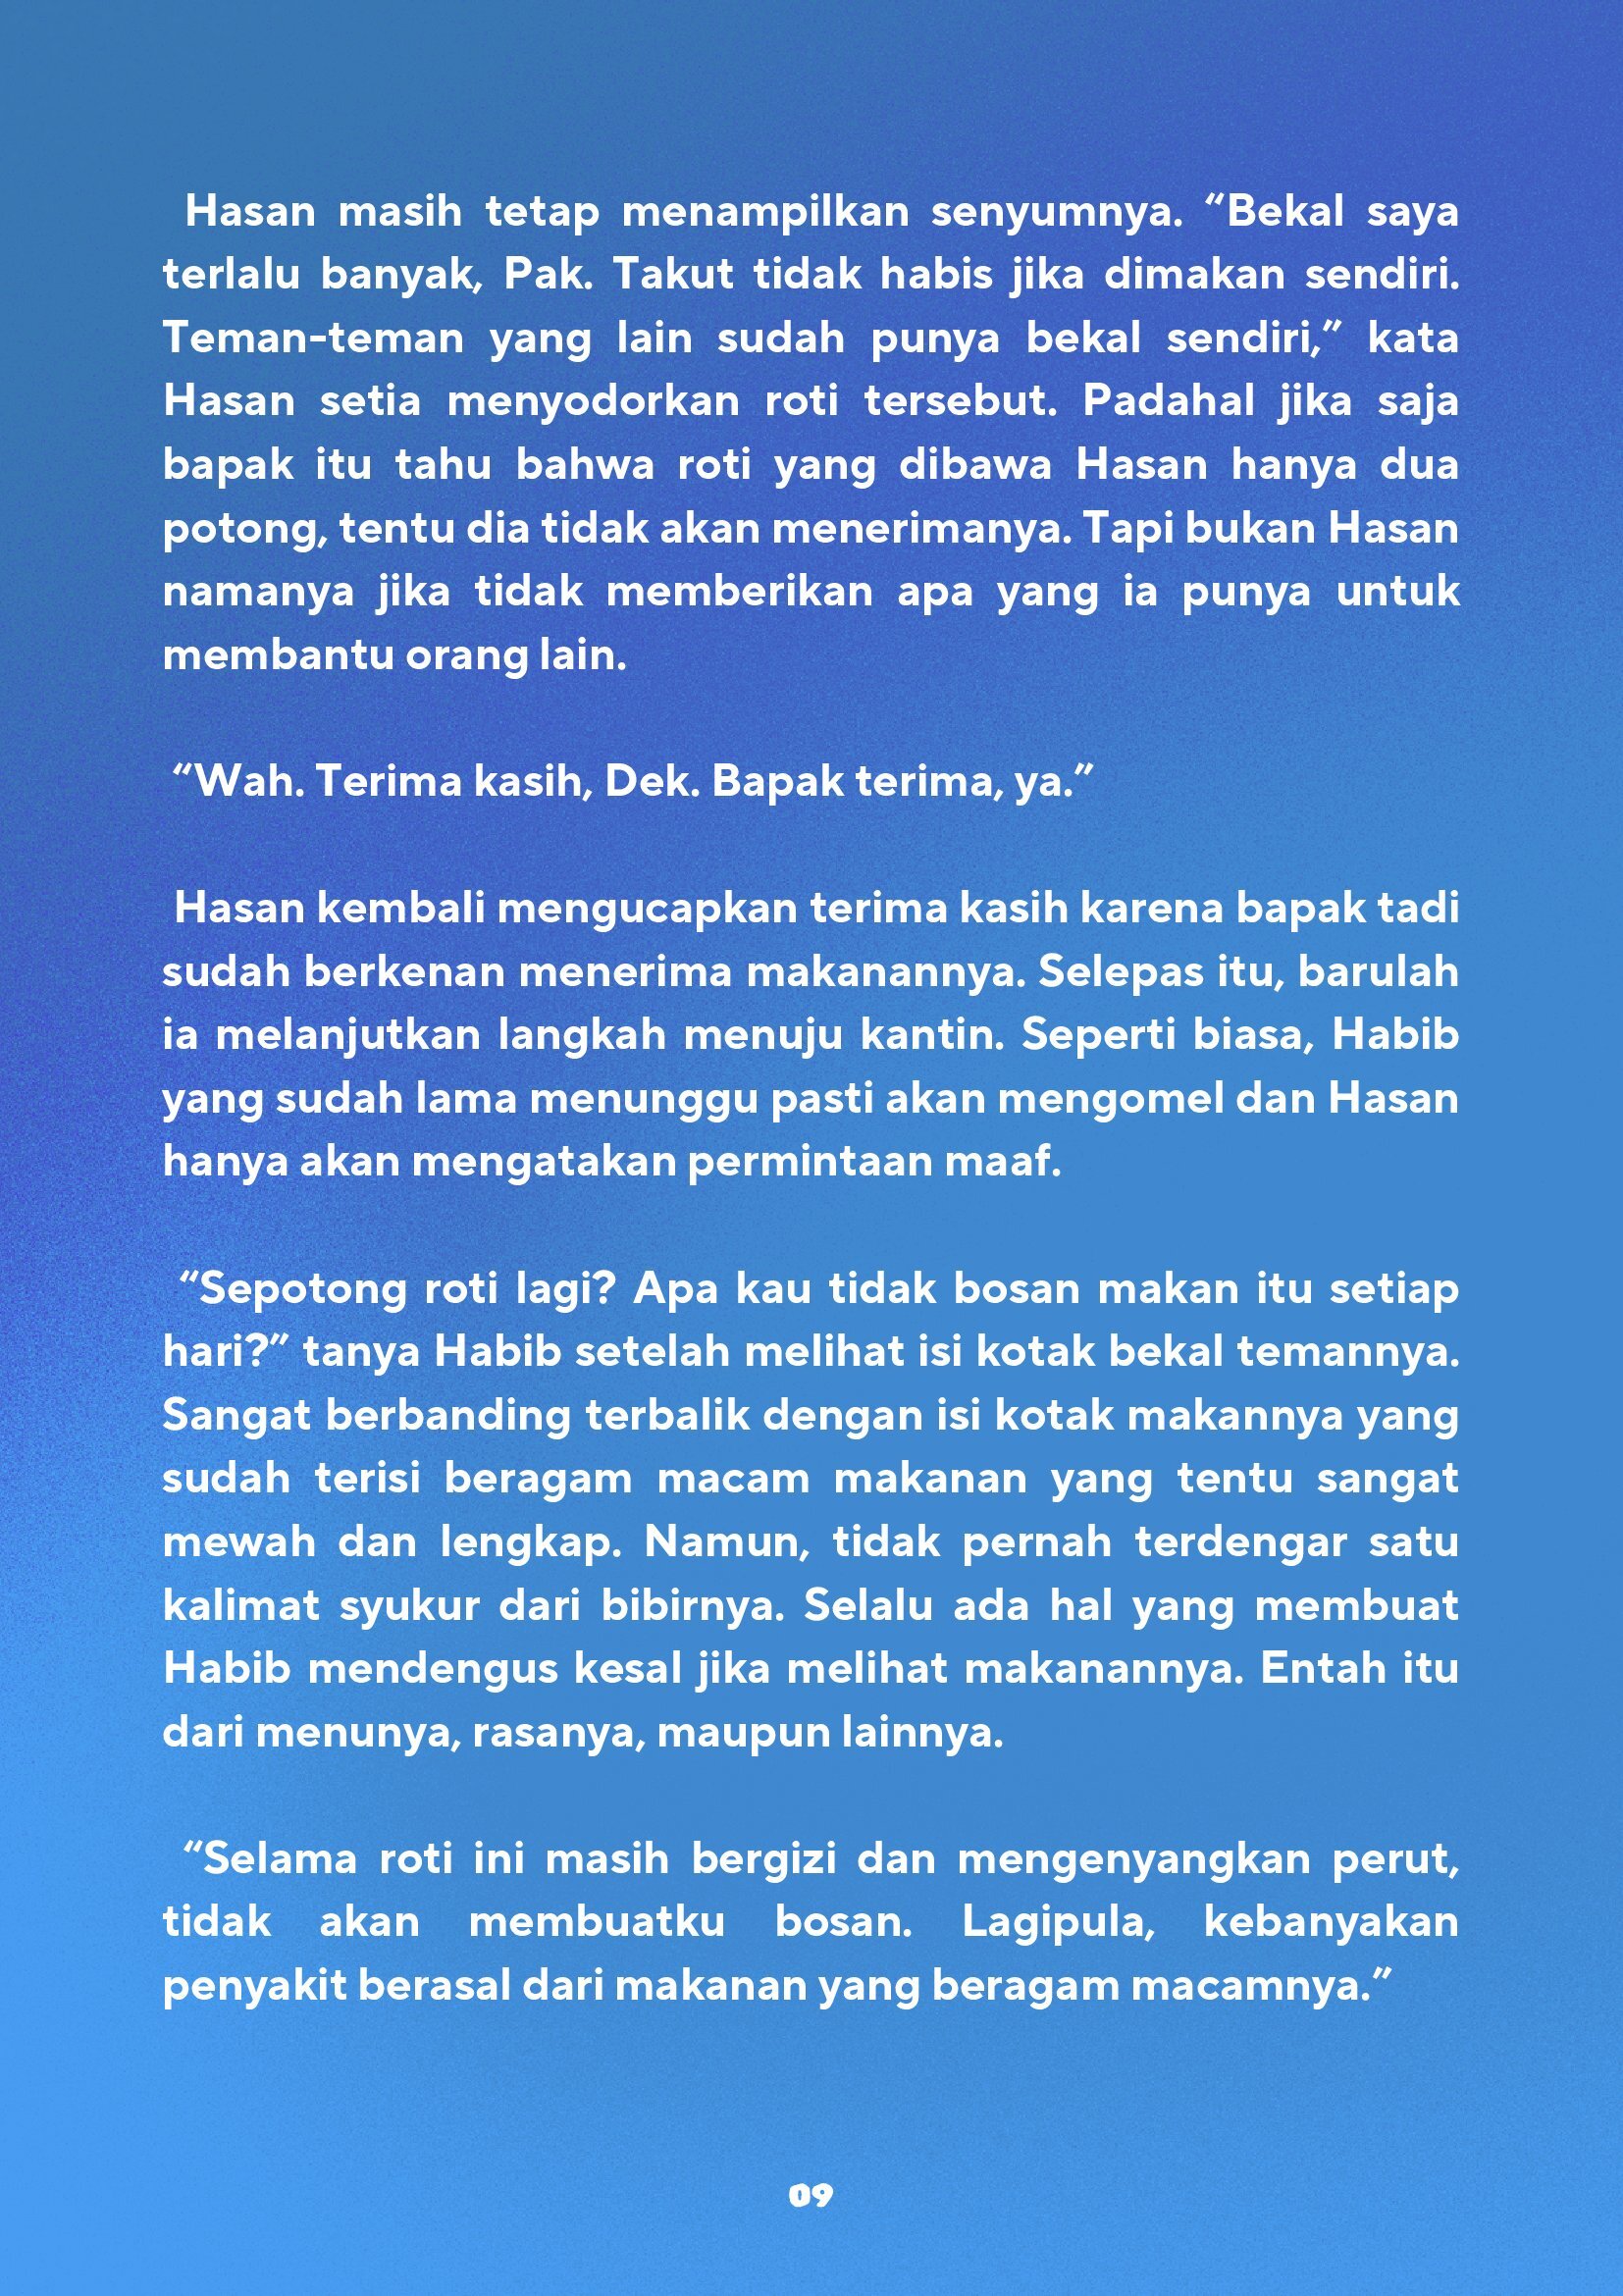 Hasan masih tetap menampilkan senyumnya. “Bekal saya
terlalu banyak, Pak. Takut tidak habis jika dimakan sendiri.
Teman-teman yang lain sudah punya bekal sendiri,” kata
Hasan setia menyodorkan roti tersebut. Padahal jika saja
bapak itu tahu bahwa roti yang dibawa Hasan hanya dua
potong, tentu dia tidak akan menerimanya. Tapi bukan Hasan
namanya jika tidak memberikan apa yang ia punya untuk
membantu orang lain.
“Wah. Terima kasih, Dek. Bapak terima, ya.”
Hasan kembali mengucapkan terima kasih karena bapak tadi
sudah berkenan menerima makanannya. Selepas itu, barulah
ia melanjutkan langkah menuju kantin. Seperti biasa, Habib
yang sudah lama menunggu pasti akan mengomel dan Hasan
hanya akan mengatakan permintaan maaf.
“Sepotong roti lagi? Apa kau tidak bosan makan itu setiap
hari?” tanya Habib setelah melihat isi kotak bekal temannya.
Sangat berbanding terbalik dengan isi kotak makannya yang
sudah terisi beragam macam makanan yang tentu sangat
mewah dan lengkap. Namun, tidak pernah terdengar satu
kalimat syukur dari bibirnya. Selalu ada hal yang membuat
Habib mendengus kesal jika melihat makanannya. Entah itu
dari menunya, rasanya, maupun lainnya.
“Selama roti ini masih bergizi dan mengenyangkan perut,
tidak akan membuatku bosan. Lagipula, kebanyakan
penyakit berasal dari makanan yang beragam macamnya.”
09